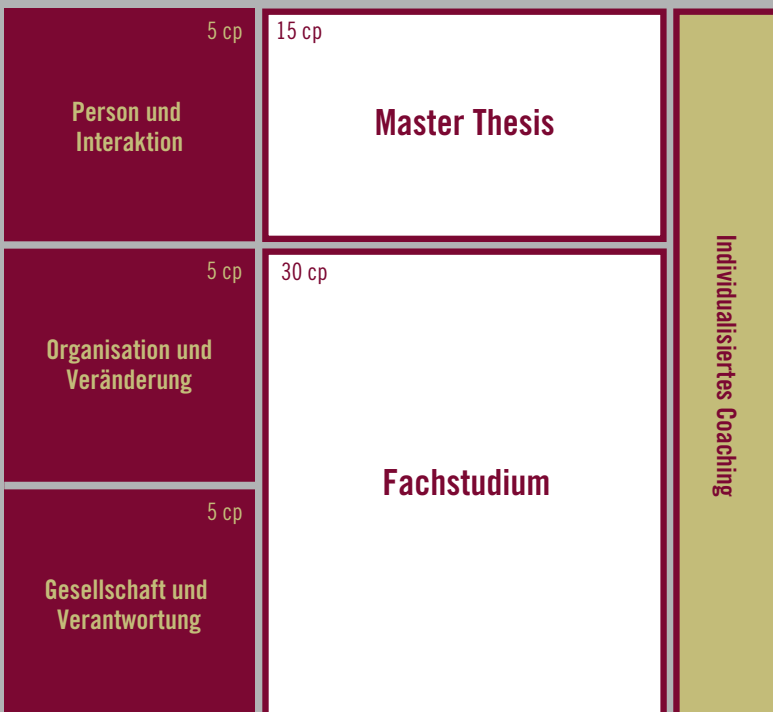 5 cp
Person und
Interaktion
15 cp
Master Thesis
5 cp
Organisation und
Veränderung
30 cp
Fachstudium
5 cp
Gesellschaft und
Verantwortung
Individualisiertes Coaching